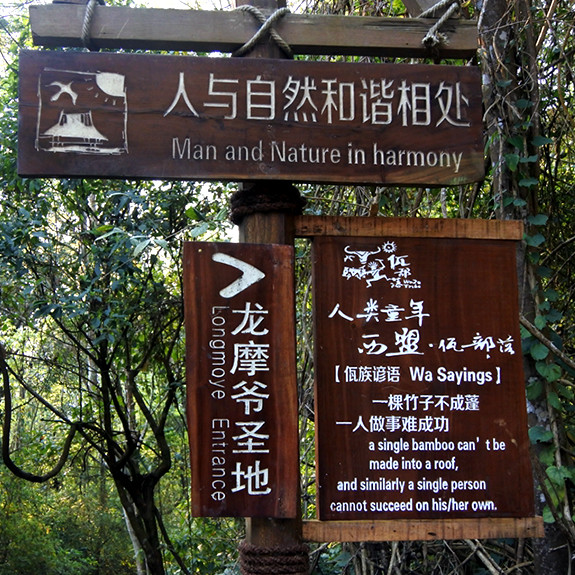 人与自然和谐相处
Man and Nature in harmony
龙摩爷圣地
Longmoye Entrance
佤部落
人类童年
西盟·佤部落
【佤族谚语 Wa Sayings】
一棵竹子不成蓬
一人做事难成功
a single bamboo can't be
made into a roof,
and similarly a single person
cannot succeed on his/her own.